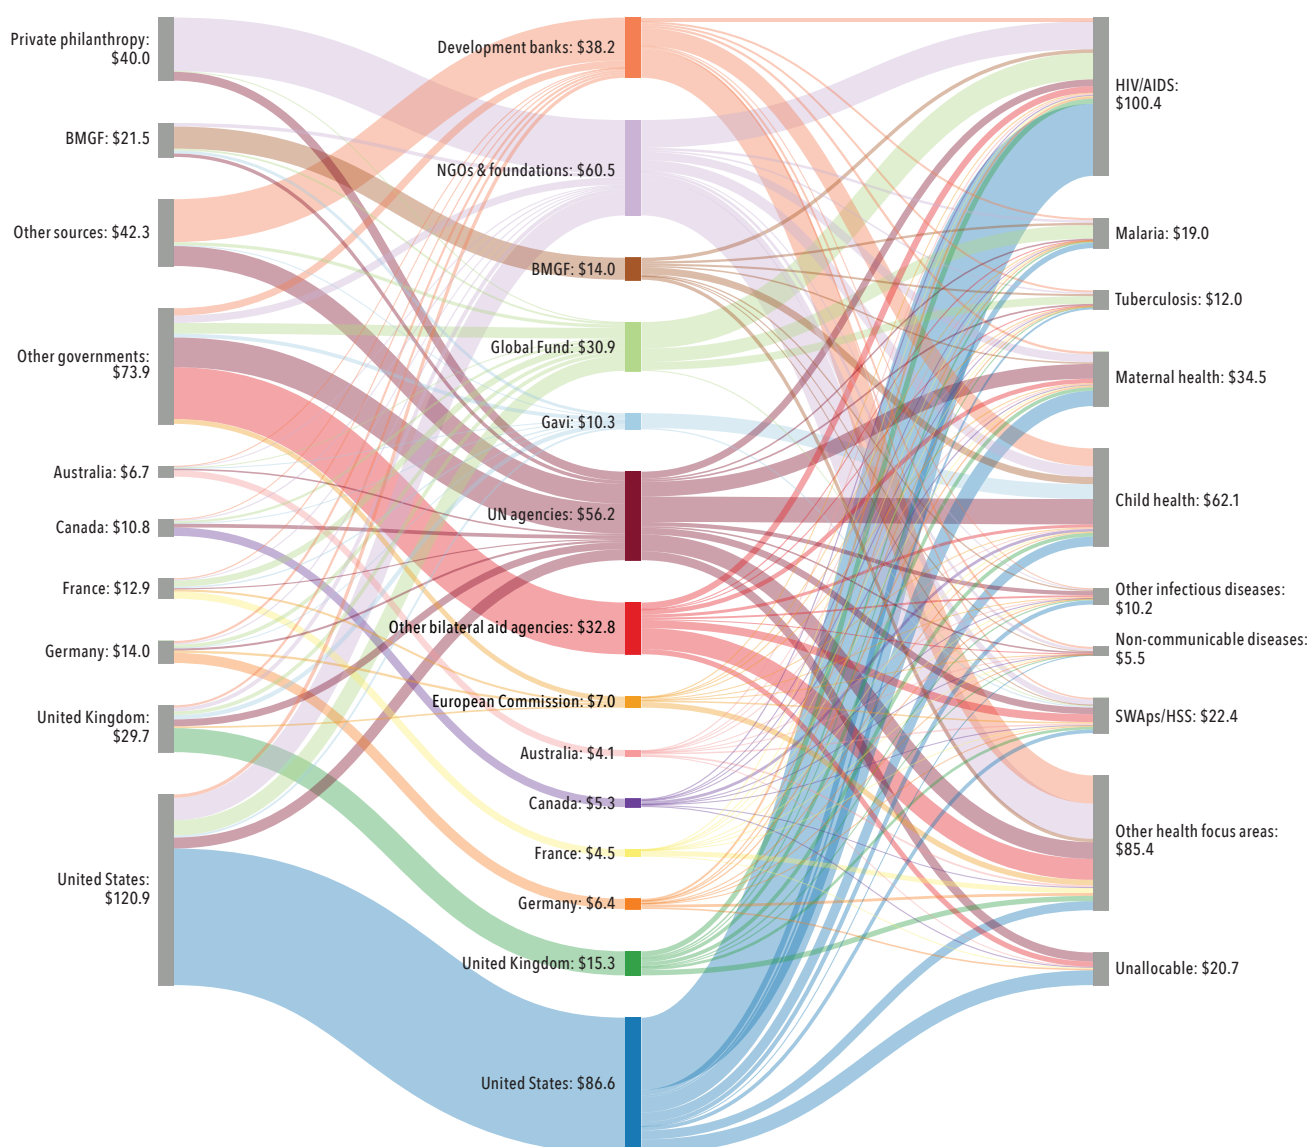 Private philanthropy:
$40.0
BMGF: $21.5
Other sources: $42.3
Other governments:
$73.9
Australia: $6.7
Canada: $10.8
France: $12.9
Germany: $14.0
United Kingdom:
$29.7
United States:
$120.9
Development banks: $38.2
NGOs & foundations: $60.5
BMGF: $14.0
Global Fund: $30.9
Gavi: $10.3
UN agencies: $56.2
Other bilateral aid agencies: $32.8
European Commission: $7.0
Australia: $4.1
Canada: $5.3
France: $4.5
Germany: $6.4
United Kingdom: $15.3
United States: $86.6
HIV/AIDS:
$100.4
Malaria: $19.0
Tuberculosis: $12.0
Maternal health: $34.5
Child health: $62.1
Other infectious diseases:
$10.2
Non-communicable diseases:
$5.5
SWAps/HSS: $22.4
Other health focus areas:
$85.4
Unallocable: $20.7